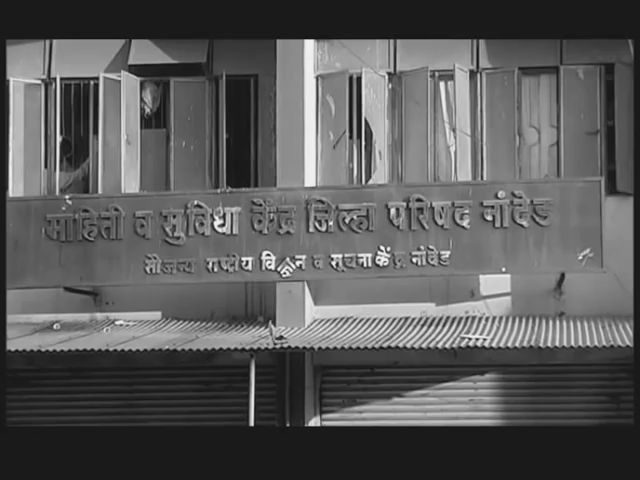 माहिती व सुविधा केंद्र जिल्हा परिषद नांदेड
सौजन्य राष्ट्रीय विज्ञान व सूचना केंद्र नांदेड